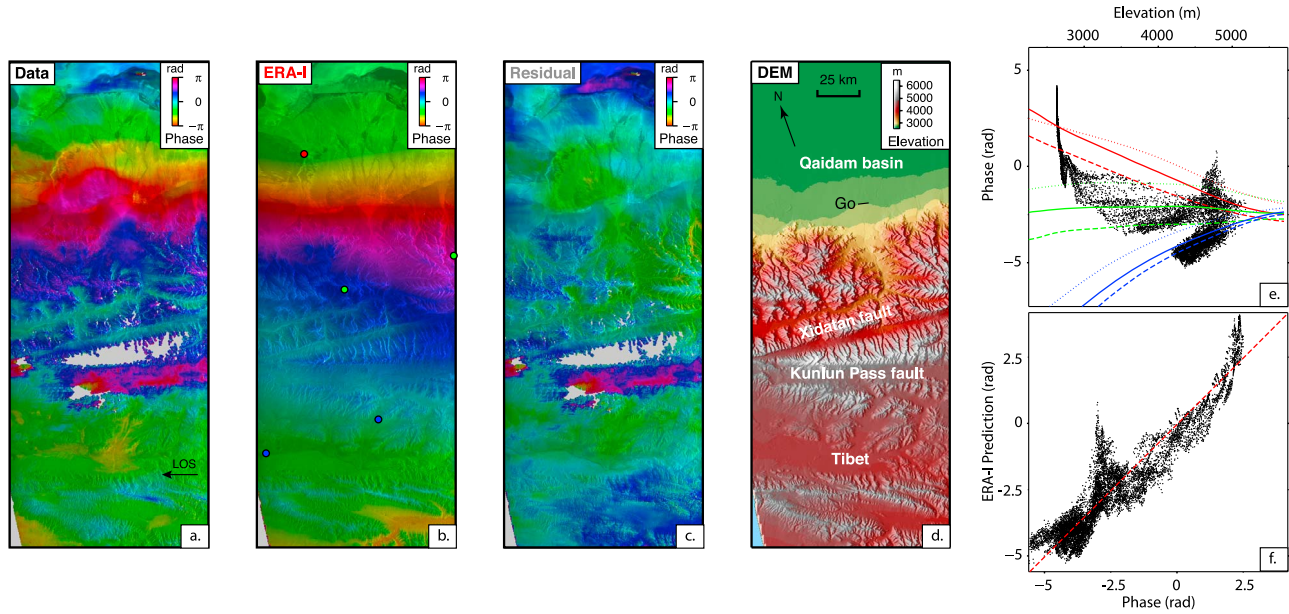 Data
rad
π
0
−π
Phase
LOS
a.
ERA-I
rad
π
0
−π
Phase
b.
Residual
rad
π
0
−π
Phase
c.
DEM
25 km
N
m
6000
5000
4000
3000
Elevation
Qaidam basin
Go
Xidatan fault
Kunlun Pass fault
Tibet
d.
Elevation (m)
3000 4000 5000
5
0
−5
Phase (rad)
e.
2.5
0
−2.5
−5
ERA-I Prediction (rad)
−5 -2.5 0 2.5
Phase (rad)
f.